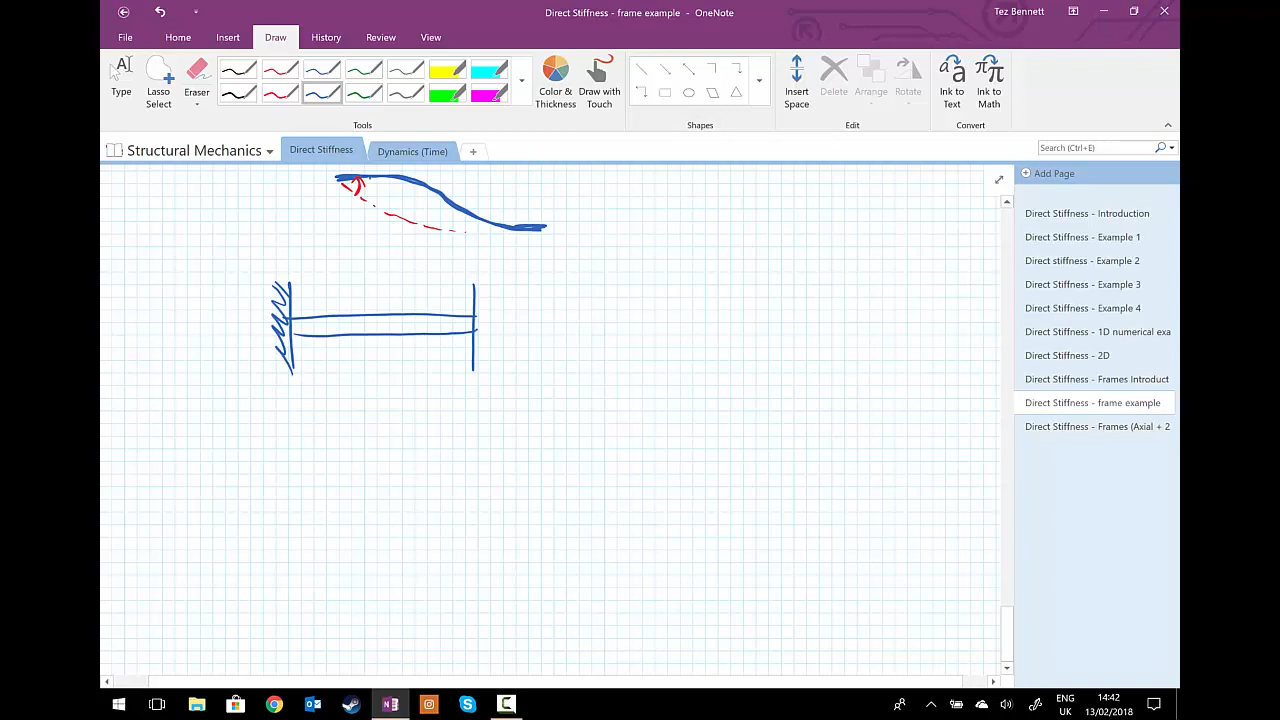 Direct Stiffness - frame example - OneNote
Tez Bennett
File Home Insert Draw History Review View
Type
Lasso Select
Eraser
Color & Thickness
Draw with Touch
Insert Space
Delete
Arrange
Rotate
Ink to Text
Ink to Math
Tools
Shapes
Edit
Convert
Structural Mechanics
Direct Stiffness
Dynamics (Time)
+
Search (Ctrl+E)
Add Page
Direct Stiffness - Introduction
Direct Stiffness - Example 1
Direct stiffness - Example 2
Direct Stiffness - Example 3
Direct Stiffness - Example 4
Direct Stiffness - 1D numerical exa
Direct Stiffness - 2D
Direct Stiffness - Frames Introduct
Direct Stiffness - frame example
Direct Stiffness - Frames (Axial + 2
ENG
UK
14:42
13/02/2018